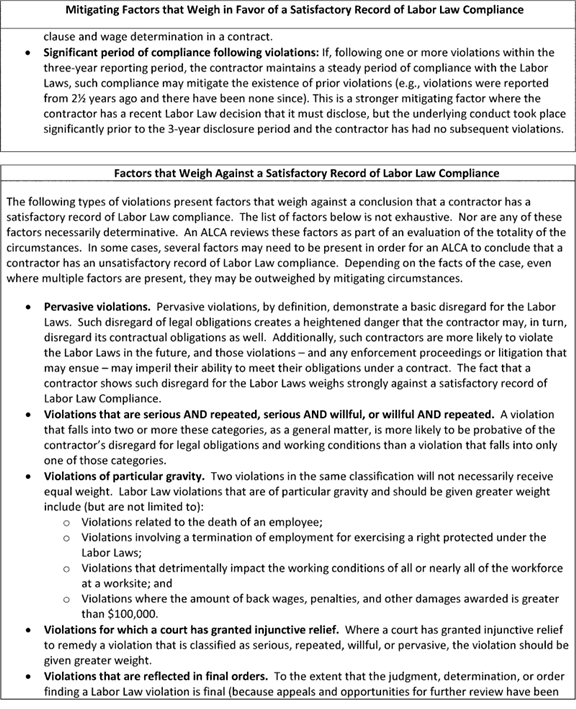 Mitigating Factors that Weigh in Favor of a Satisfactory Record of Labor Law Compliance
clause and wage determination in a contract.
• Significant period of compliance following violations: If, following one or more violations within the
three-year reporting period, the contractor maintains a steady period of compliance with the Labor
Laws, such compliance may mitigate the existence of prior violations (e.g., violations were reported
from 2½ years ago and there have been none since). This is a stronger mitigating factor where the
contractor has a recent Labor Law decision that it must disclose, but the underlying conduct took place
significantly prior to the 3-year disclosure period and the contractor has had no subsequent violations.
Factors that Weigh Against a Satisfactory Record of Labor Law Compliance
The following types of violations present factors that weigh against a conclusion that a contractor has a
satisfactory record of Labor Law compliance. The list of factors below is not exhaustive. Nor are any of these
factors necessarily determinative. An ALCA reviews these factors as part of an evaluation of the totality of the
circumstances. In some cases, several factors may need to be present in order for an ALCA to conclude that a
contractor has an unsatisfactory record of Labor Law compliance. Depending on the facts of the case, even
where multiple factors are present, they may be outweighed by mitigating circumstances.
• Pervasive violations. Pervasive violations, by definition, demonstrate a basic disregard for the Labor
Laws. Such disregard of legal obligations creates a heightened danger that the contractor may, in turn,
disregard its contractual obligations as well. Additionally, such contractors are more likely to violate
the Labor Laws in the future, and those violations – and any enforcement proceedings or litigation that
may ensue – may imperil their ability to meet their obligations under a contract. The fact that a
contractor shows such disregard for the Labor Laws weighs strongly against a satisfactory record of
Labor Law Compliance.
• Violations that are serious AND repeated, serious AND willful, or willful AND repeated. A violation
that falls into two or more these categories, as a general matter, is more likely to be probative of the
contractor's disregard for legal obligations and working conditions than a violation that falls into only
one of those categories.
• Violations of particular gravity. Two violations in the same classification will not necessarily receive
equal weight. Labor Law violations that are of particular gravity and should be given greater weight
include (but are not limited to):
o Violations related to the death of an employee;
o Violations involving a termination of employment for exercising a right protected under the
Labor Laws;
o Violations that detrimentally impact the working conditions of all or nearly all of the workforce
at a worksite; and
o Violations where the amount of back wages, penalties, and other damages awarded is greater
than $100,000.
• Violations for which a court has granted injunctive relief. Where a court has granted injunctive relief
to remedy a violation that is classified as serious, repeated, willful, or pervasive, the violation should be
given greater weight.
• Violations that are reflected in final orders. To the extent that the judgment, determination, or order
finding a Labor Law violation is final (because appeals and opportunities for further review have been